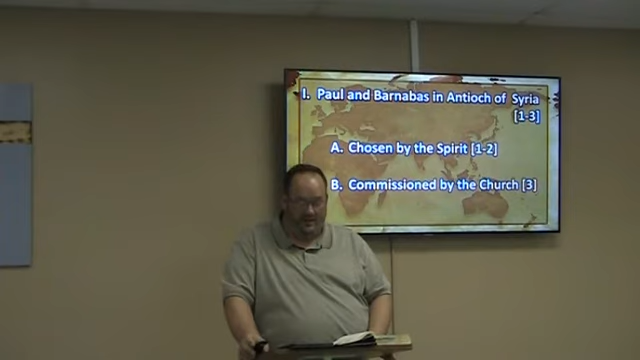 I. Paul and Barnabas in Antioch of Syria
[1-3]
A. Chosen by the Spirit [1-2]
B. Commissioned by the Church [3]